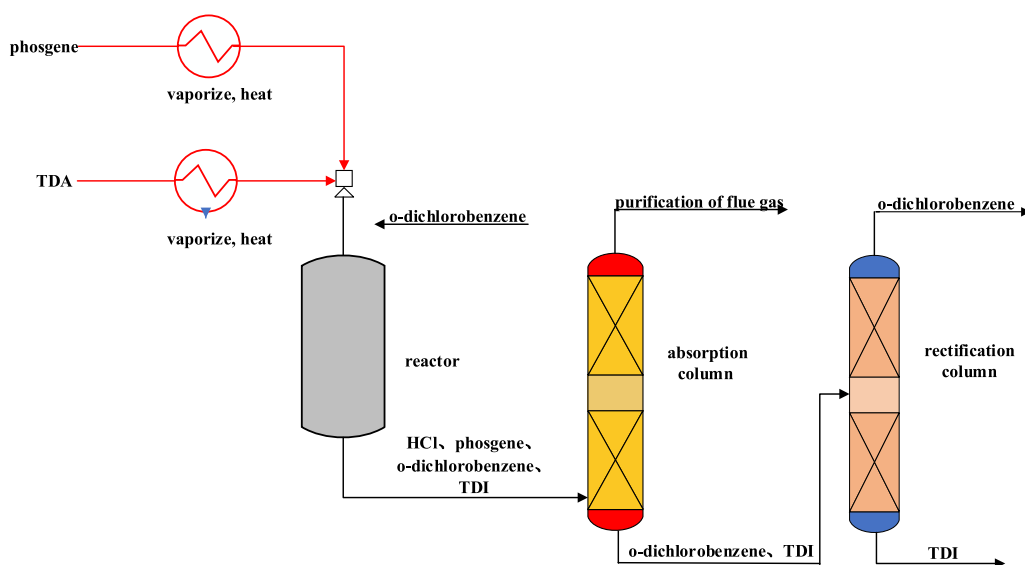 phosgene
vaporize, heat
TDA
vaporize, heat
o-dichlorobenzene
purification of flue gas
o-dichlorobenzene
reactor
absorption
column
rectification
column
HCl、phosgene、
o-dichlorobenzene、
TDI
o-dichlorobenzene、TDI
TDI